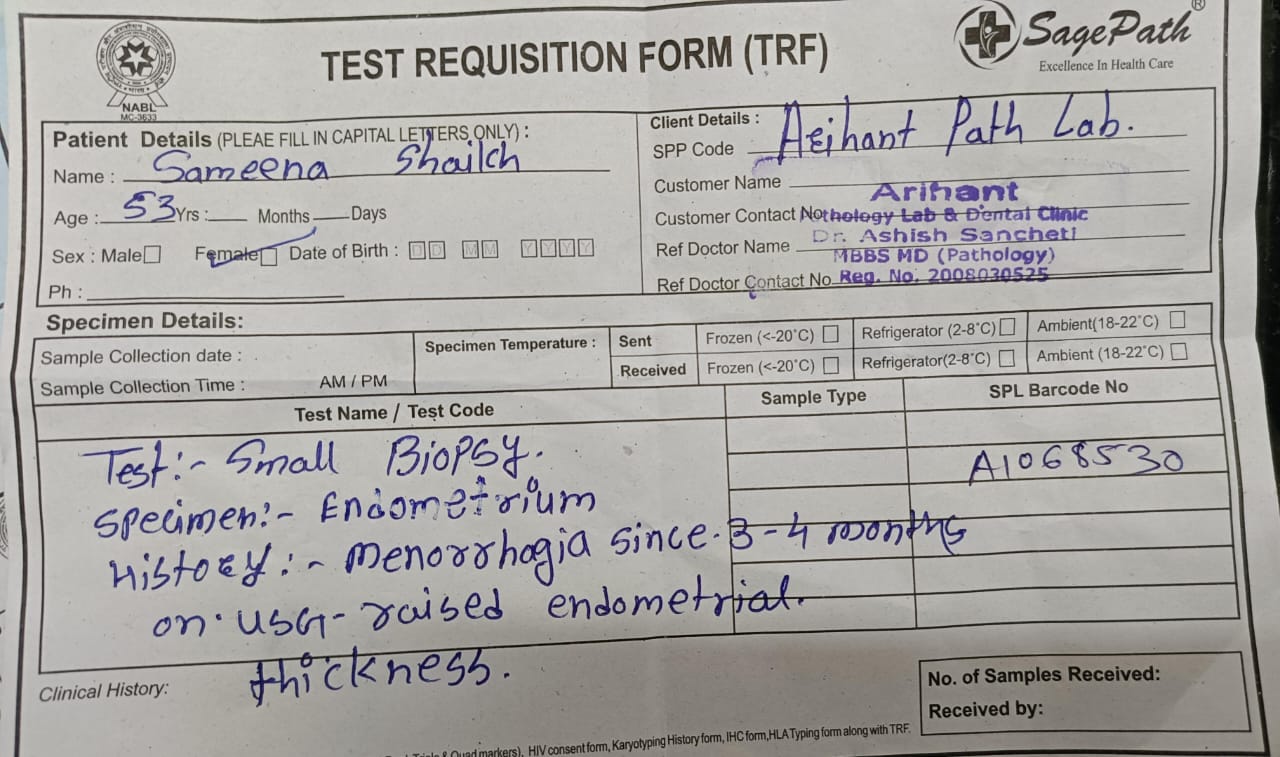 NABL
MC-3633
TEST REQUISITION FORM (TRF)
SagePath®
Excellence In Health Care
Patient Details (PLEAE FILL IN CAPITAL LETTERS ONLY) :
Name : Sameena Shaikh
Age : 53 Yrs : Months Days
Sex : Male Female Date of Birth : D D M M Y Y Y Y
Ph :
Client Details : Arihant Path Lab.
SPP Code
Customer Name
Arihant
Customer Contact No thology Lab & Dental Clinic
Ref Doctor Name Dr. Ashish Sancheti
MBBS MD (Pathology)
Ref Doctor Contact No Reg. No. 2008030525
Specimen Details:
Sample Collection date :
Sample Collection Time : AM / PM
Specimen Temperature :
Sent Frozen (<-20°C) Refrigerator (2-8°C) Ambient(18-22°C)
Received Frozen (<-20°C) Refrigerator(2-8°C) Ambient (18-22°C)
Test Name / Test Code Sample Type SPL Barcode No
Test:- Small Biopsy.
A1068530
Specimen:- Endometrium
History:- Menorrhagia since 3-4 months
on USG- raised endometrial
thickness.
Clinical History:
No. of Samples Received:
Received by:
Quad markers), HIV consent form, Karyotyping History form, IHC form,HLA Typing form along with TRF.